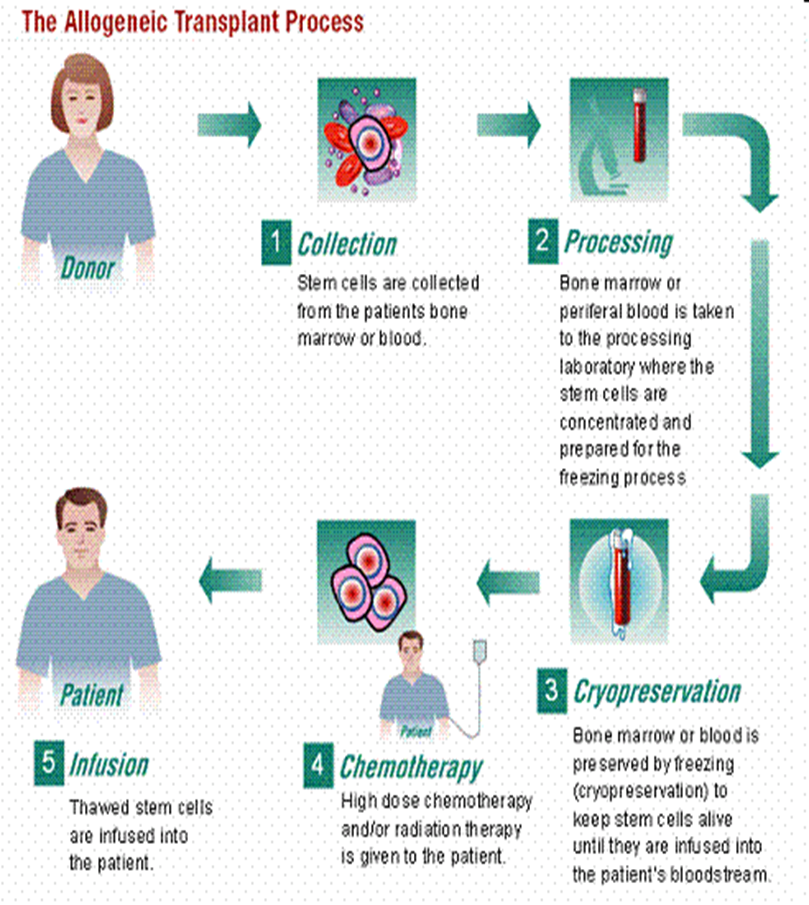 The Allogeneic Transplant Process
Donor
1 Collection
Stem cells are collected
from the patients bone
marrow or blood.
2 Processing
Bone marrow or
periferal blood is taken
to the processing
laboratory where the
stem cells are
concentrated and
prepared for the
freezing process
3 Cryopreservation
Bone marrow or blood is
preserved by freezing
(cryopreservation) to
keep stem cells alive
until they are infused into
the patient's bloodstream.
Patient
4 Chemotherapy
High dose chemotherapy
and/or radiation therapy
is given to the patient.
Patient
5 Infusion
Thawed stem cells
are infused into
the patient.